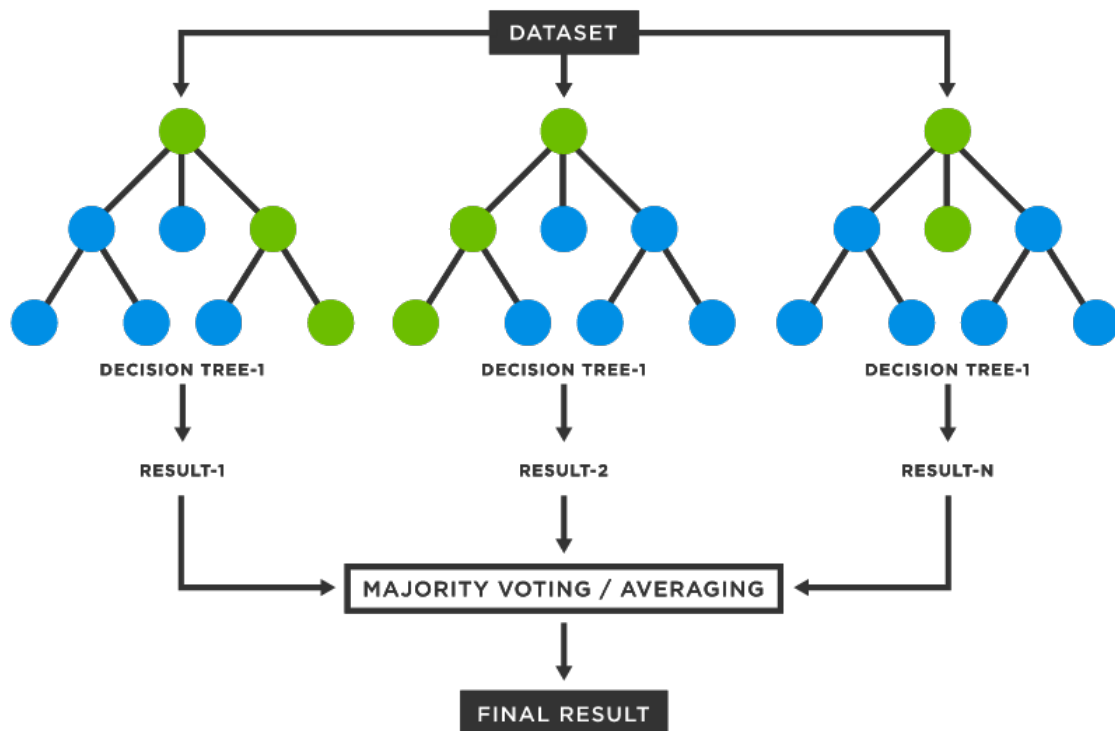 DATASET
DECISION TREE-1 DECISION TREE-1 DECISION TREE-1
RESULT-1 RESULT-2 RESULT-N
MAJORITY VOTING / AVERAGING
FINAL RESULT